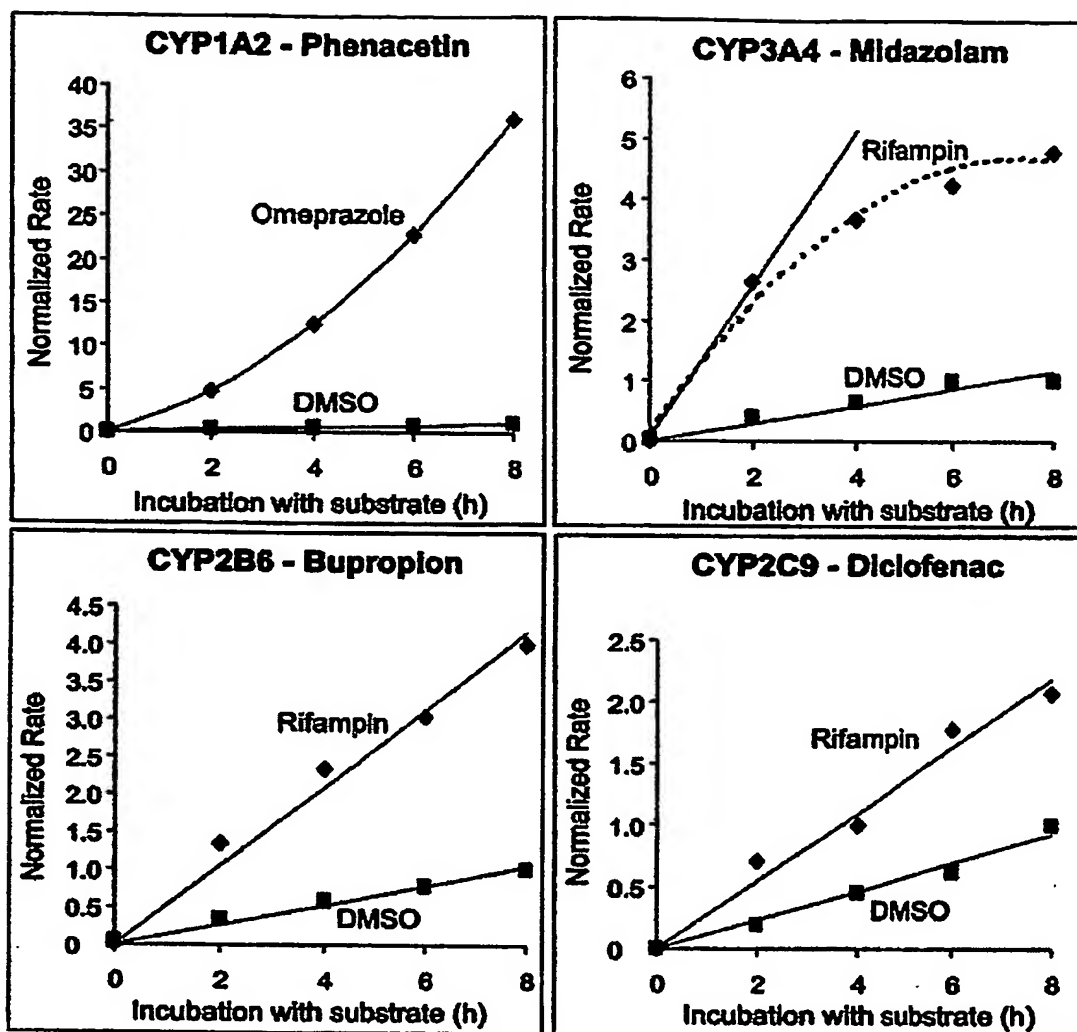 CYP1A2 - Phenacetin
Normalized Rate
40
35
30
25
20
15
10
5
0
Omeprazole
DMSO
0 2 4 6 8
Incubation with substrate (h)
CYP3A4 - Midazolam
Normalized Rate
6
5
4
3
2
1
0
Rifampin
DMSO
0 2 4 6 8
Incubation with substrate (h)
CYP2B6 - Bupropion
Normalized Rate
4.5
4.0
3.5
3.0
2.5
2.0
1.5
1.0
0.5
0
Rifampin
DMSO
0 2 4 6 8
Incubation with substrate (h)
CYP2C9 - Diclofenac
Normalized Rate
2.5
2.0
1.5
1.0
0.5
0
Rifampin
DMSO
0 2 4 6 8
Incubation with substrate (h)